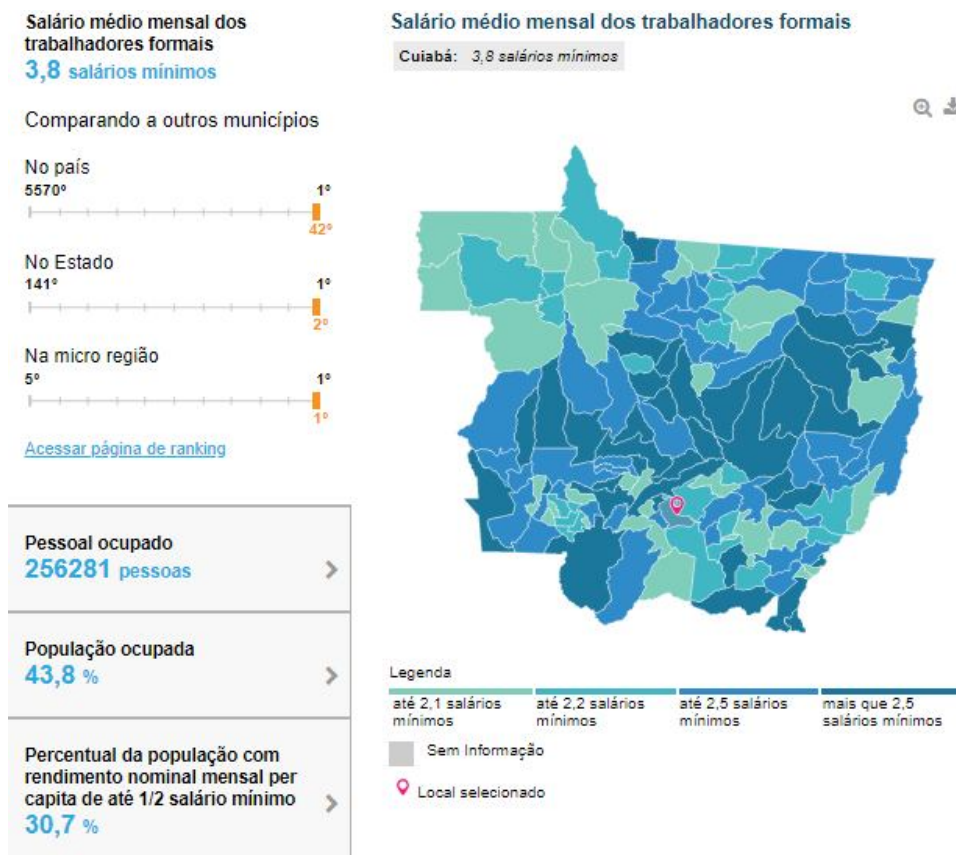 Salário médio mensal dos
trabalhadores formais
3,8 salários mínimos
Comparando a outros municípios
No país
5570º 1º
42º
No Estado
141º 1º
2º
Na micro região
5º 1º
1º
Acessar página de ranking
Pessoal ocupado
256281 pessoas
População ocupada
43,8 %
Percentual da população com
rendimento nominal mensal per
capita de até 1/2 salário mínimo
30,7 %
Salário médio mensal dos trabalhadores formais
Cuiabá: 3,8 salários mínimos
Legenda
até 2,1 salários
mínimos
até 2,2 salários
mínimos
até 2,5 salários
mínimos
mais que 2,5
salários mínimos
Sem Informação
Local selecionado